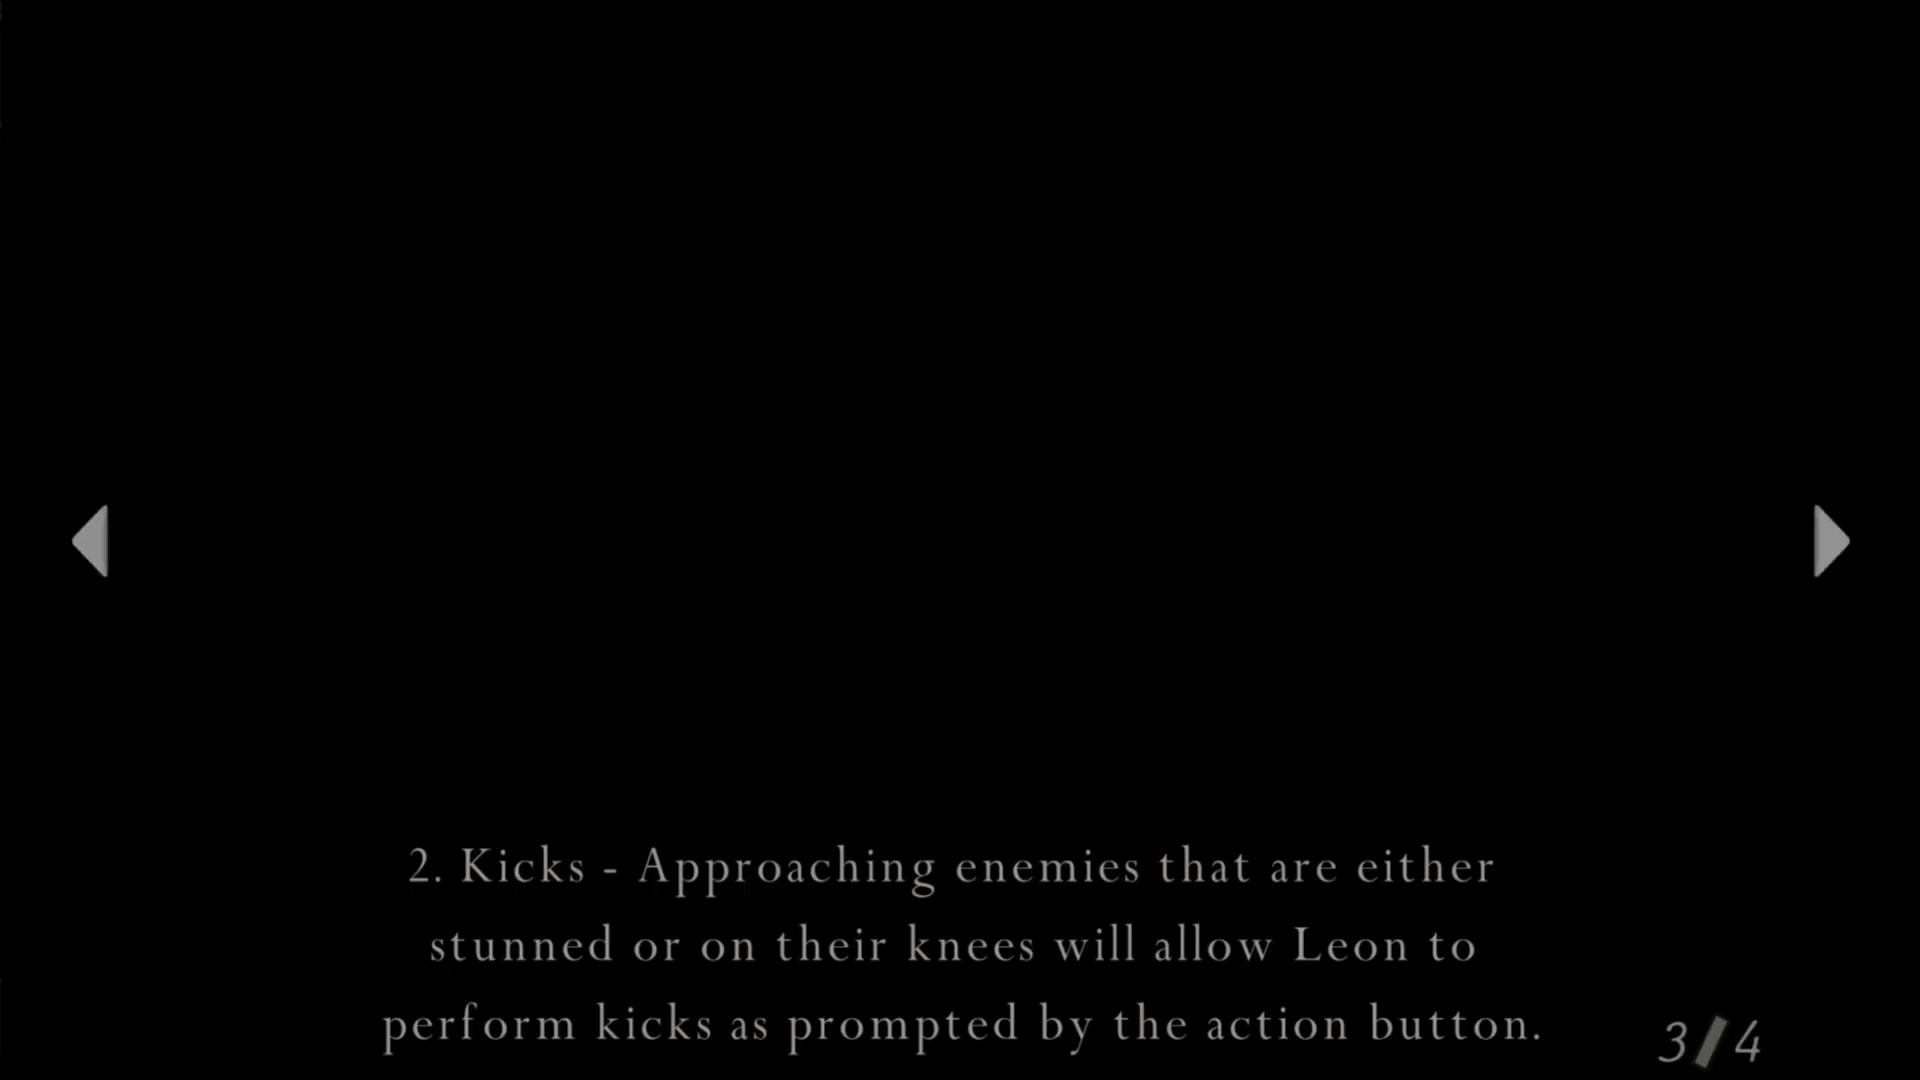 2. Kicks - Approaching enemies that are either
stunned or on their knees will allow Leon to
perform kicks as prompted by the action button.
3/4